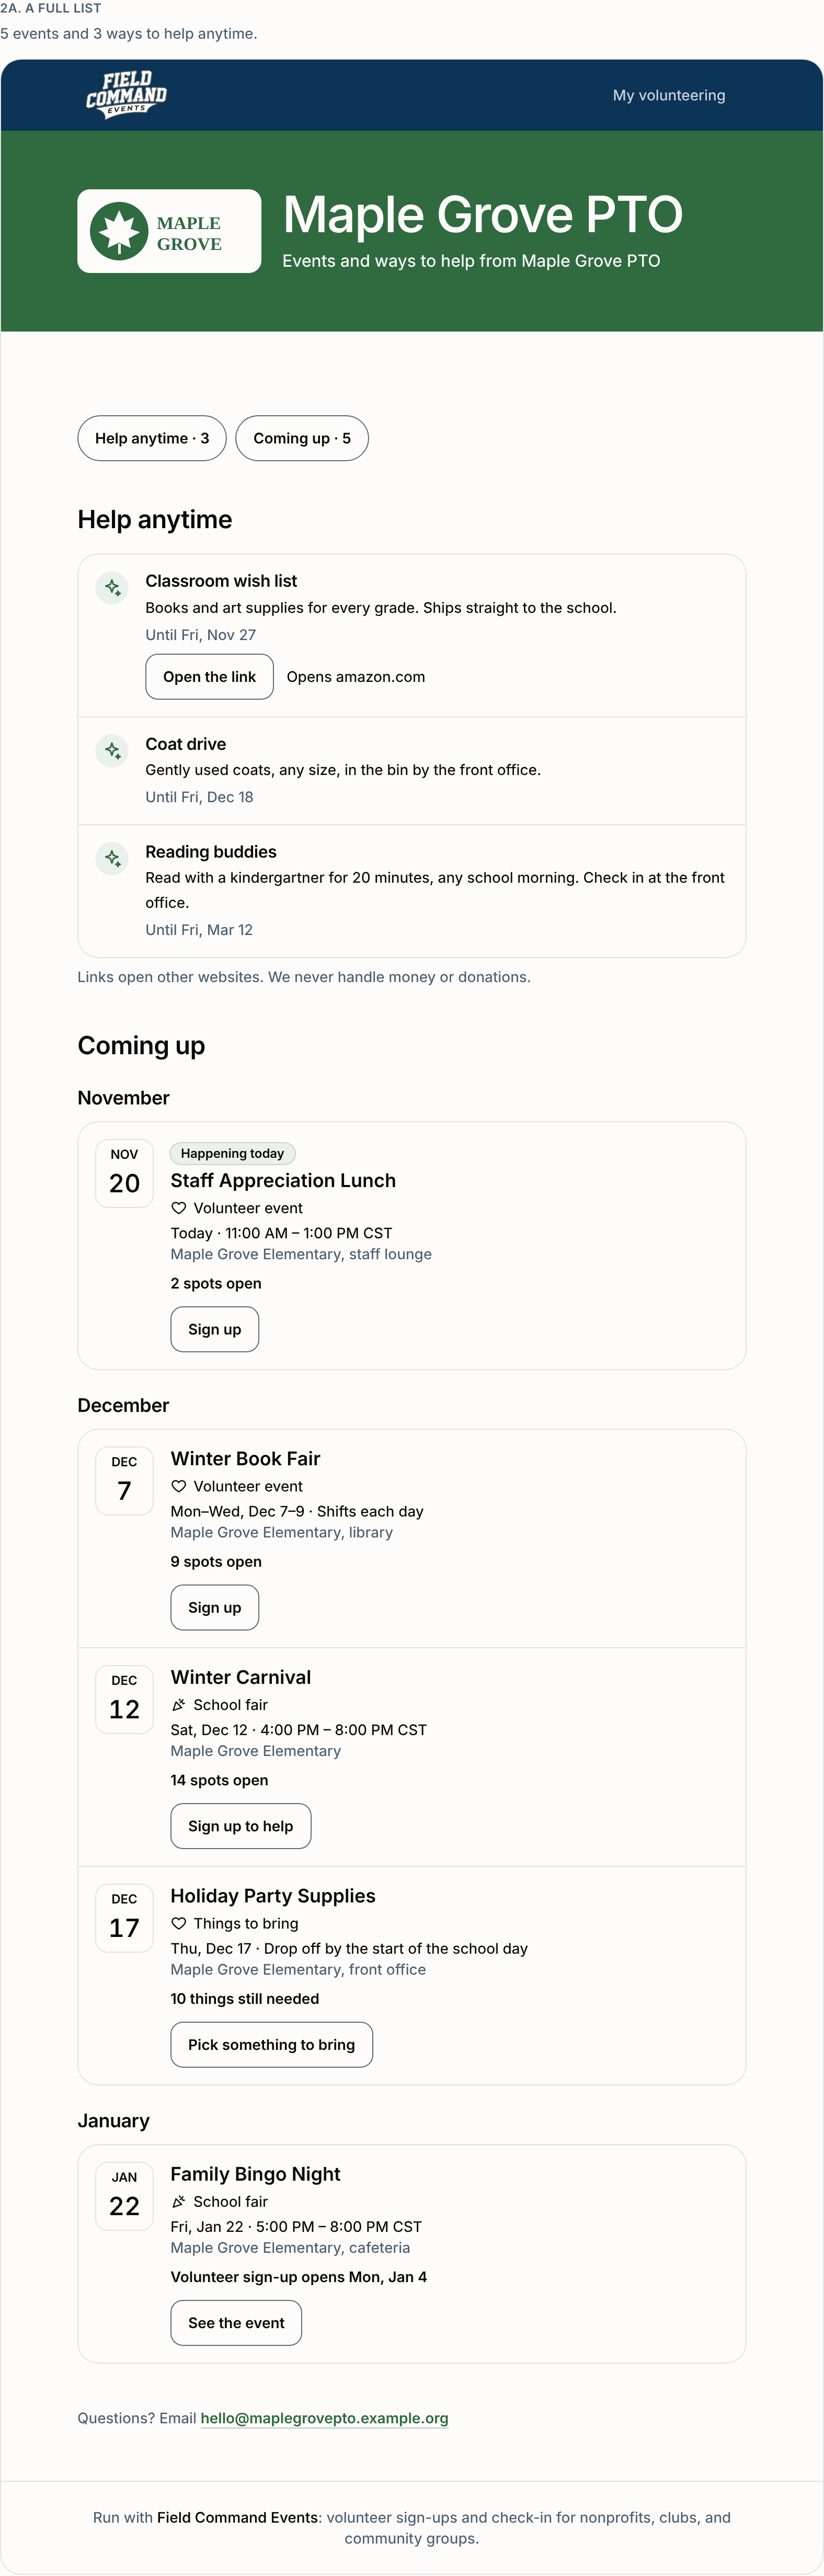 2A. A FULL LIST
5 events and 3 ways to help anytime.
FIELD
COMMAND
EVENTS
My volunteering
MAPLE
GROVE
Maple Grove PTO
Events and ways to help from Maple Grove PTO
Help anytime · 3
Coming up · 5
Help anytime
Classroom wish list
Books and art supplies for every grade. Ships straight to the school.
Until Fri, Nov 27
Open the link
Opens amazon.com
Coat drive
Gently used coats, any size, in the bin by the front office.
Until Fri, Dec 18
Reading buddies
Read with a kindergartner for 20 minutes, any school morning. Check in at the front
office.
Until Fri, Mar 12
Links open other websites. We never handle money or donations.
Coming up
November
NOV
20
Happening today
Staff Appreciation Lunch
Volunteer event
Today · 11:00 AM – 1:00 PM CST
Maple Grove Elementary, staff lounge
2 spots open
Sign up
December
DEC
7
Winter Book Fair
Volunteer event
Mon–Wed, Dec 7–9 · Shifts each day
Maple Grove Elementary, library
9 spots open
Sign up
DEC
12
Winter Carnival
School fair
Sat, Dec 12 · 4:00 PM – 8:00 PM CST
Maple Grove Elementary
14 spots open
Sign up to help
DEC
17
Holiday Party Supplies
Things to bring
Thu, Dec 17 · Drop off by the start of the school day
Maple Grove Elementary, front office
10 things still needed
Pick something to bring
January
JAN
22
Family Bingo Night
School fair
Fri, Jan 22 · 5:00 PM – 8:00 PM CST
Maple Grove Elementary, cafeteria
Volunteer sign-up opens Mon, Jan 4
See the event
Questions? Email hello@maplegrovepto.example.org
Run with Field Command Events: volunteer sign-ups and check-in for nonprofits, clubs, and
community groups.